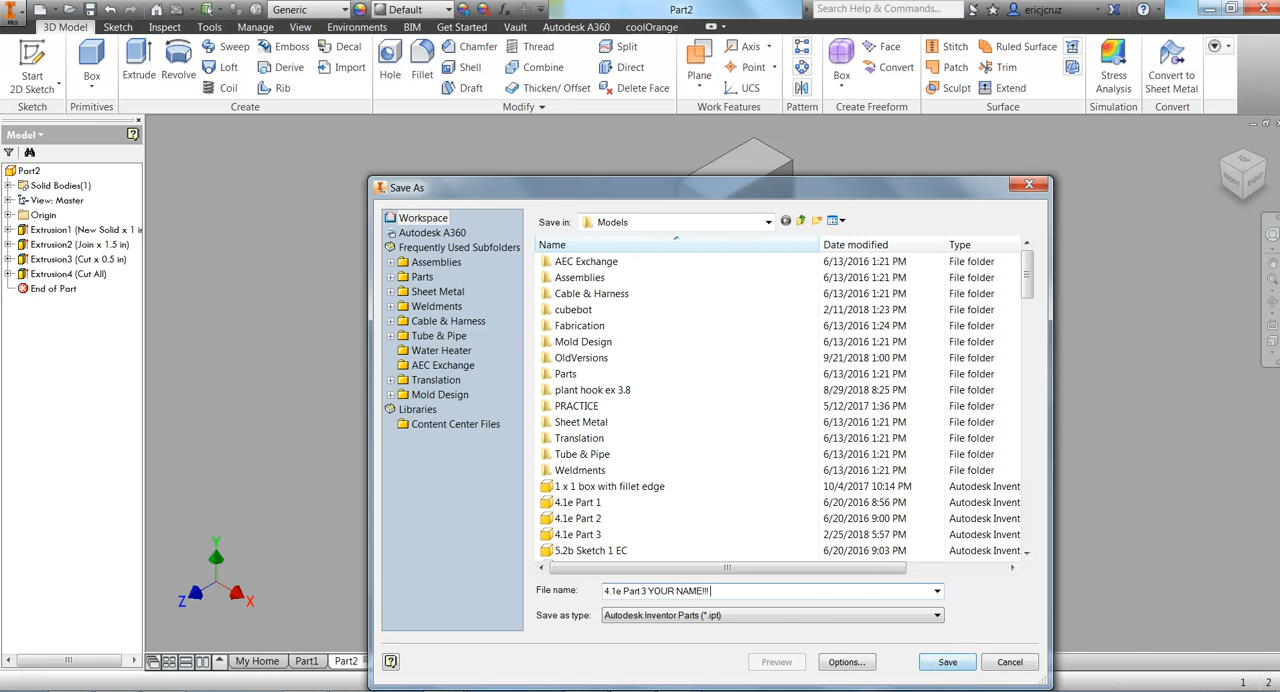 PRO
Generic
Default
Part2
Search Help & Commands...
ericjcruz
3D Model Sketch Inspect Tools Manage View Environments BIM Get Started Vault Autodesk A360 coolOrange
Start
2D Sketch
Box
Extrude
Revolve
Sweep
Emboss
Decal
Loft
Derive
Import
Coil
Rib
Hole
Fillet
Chamfer
Thread
Split
Shell
Combine
Direct
Draft
Thicken/ Offset
Delete Face
Plane
Axis
Point
UCS
Box
Face
Convert
Stitch
Ruled Surface
Patch
Trim
Sculpt
Extend
Stress
Analysis
Convert to
Sheet Metal
Sketch
Primitives
Create
Modify
Work Features
Pattern
Create Freeform
Surface
Simulation
Convert
Model
Part2
Solid Bodies(1)
View: Master
Origin
Extrusion1 (New Solid x 1 in
Extrusion2 (Join x 1.5 in)
Extrusion3 (Cut x 0.5 in)
Extrusion4 (Cut All)
End of Part
TOP
FRONT
RIGHT
Save As
Workspace
Autodesk A360
Frequently Used Subfolders
Assemblies
Parts
Sheet Metal
Weldments
Cable & Harness
Tube & Pipe
Water Heater
AEC Exchange
Translation
Mold Design
Libraries
Content Center Files
Save in: Models
Name Date modified Type
AEC Exchange 6/13/2016 1:21 PM File folder
Assemblies 6/13/2016 1:21 PM File folder
Cable & Harness 6/13/2016 1:21 PM File folder
cubebot 2/11/2018 1:23 PM File folder
Fabrication 6/13/2016 1:24 PM File folder
Mold Design 6/13/2016 1:21 PM File folder
OldVersions 9/21/2018 1:00 PM File folder
Parts 6/13/2016 1:21 PM File folder
plant hook ex 3.8 8/29/2018 8:25 PM File folder
PRACTICE 5/12/2017 1:36 PM File folder
Sheet Metal 6/13/2016 1:21 PM File folder
Translation 6/13/2016 1:21 PM File folder
Tube & Pipe 6/13/2016 1:21 PM File folder
Weldments 6/13/2016 1:21 PM File folder
1 x 1 box with fillet edge 10/4/2017 10:14 PM Autodesk Invent
4.1e Part 1 6/20/2016 8:56 PM Autodesk Invent
4.1e Part 2 6/20/2016 9:00 PM Autodesk Invent
4.1e Part 3 2/25/2018 5:57 PM Autodesk Invent
5.2b Sketch 1 EC 6/20/2016 9:03 PM Autodesk Invent
File name: 4.1e Part 3 YOUR NAME!!!
Save as type: Autodesk Inventor Parts (*.ipt)
Preview
Options...
Save
Cancel
Y
Z
X
My Home
Part1
Part2
1 2